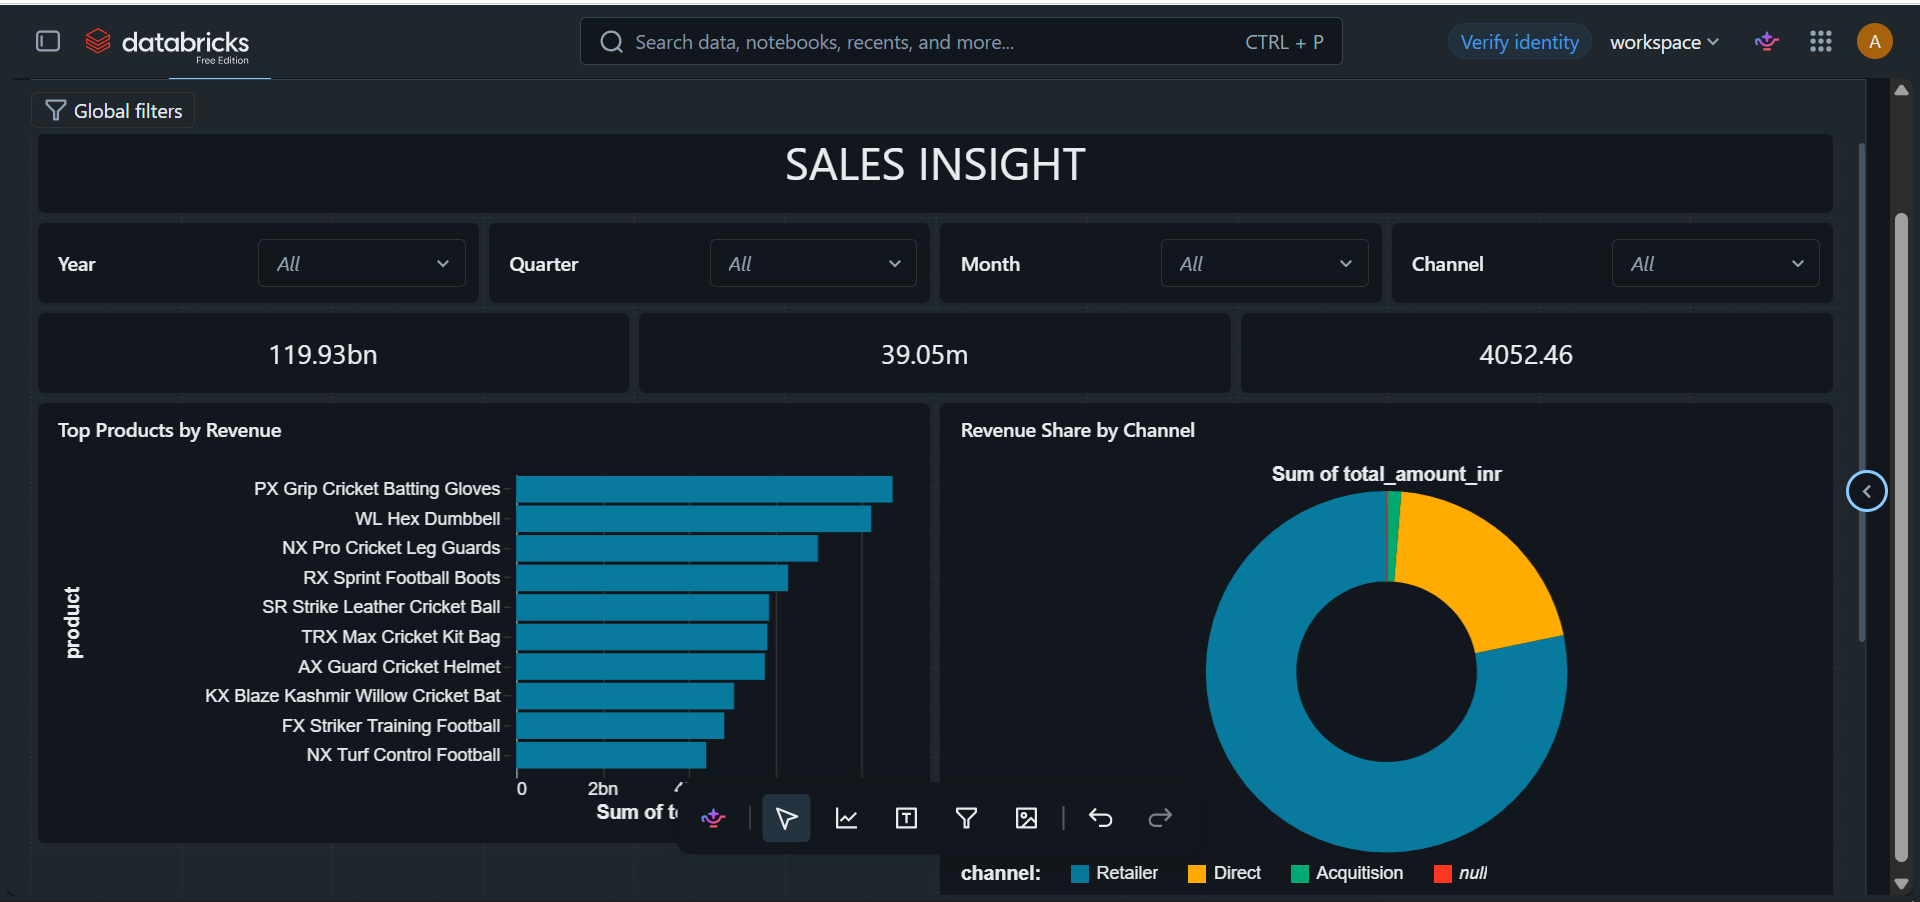 databricks
Free Edition
Search data, notebooks, recents, and more...
CTRL + P
Verify identity
workspace
A
Global filters
SALES INSIGHT
Year
All
Quarter
All
Month
All
Channel
All
119.93bn
39.05m
4052.46
Top Products by Revenue
PX Grip Cricket Batting Gloves
WL Hex Dumbbell
NX Pro Cricket Leg Guards
RX Sprint Football Boots
SR Strike Leather Cricket Ball
TRX Max Cricket Kit Bag
AX Guard Cricket Helmet
KX Blaze Kashmir Willow Cricket Bat
FX Striker Training Football
NX Turf Control Football
product
0
2bn
Sum of
Revenue Share by Channel
Sum of total_amount_inr
channel:
Retailer
Direct
Acquitision
null